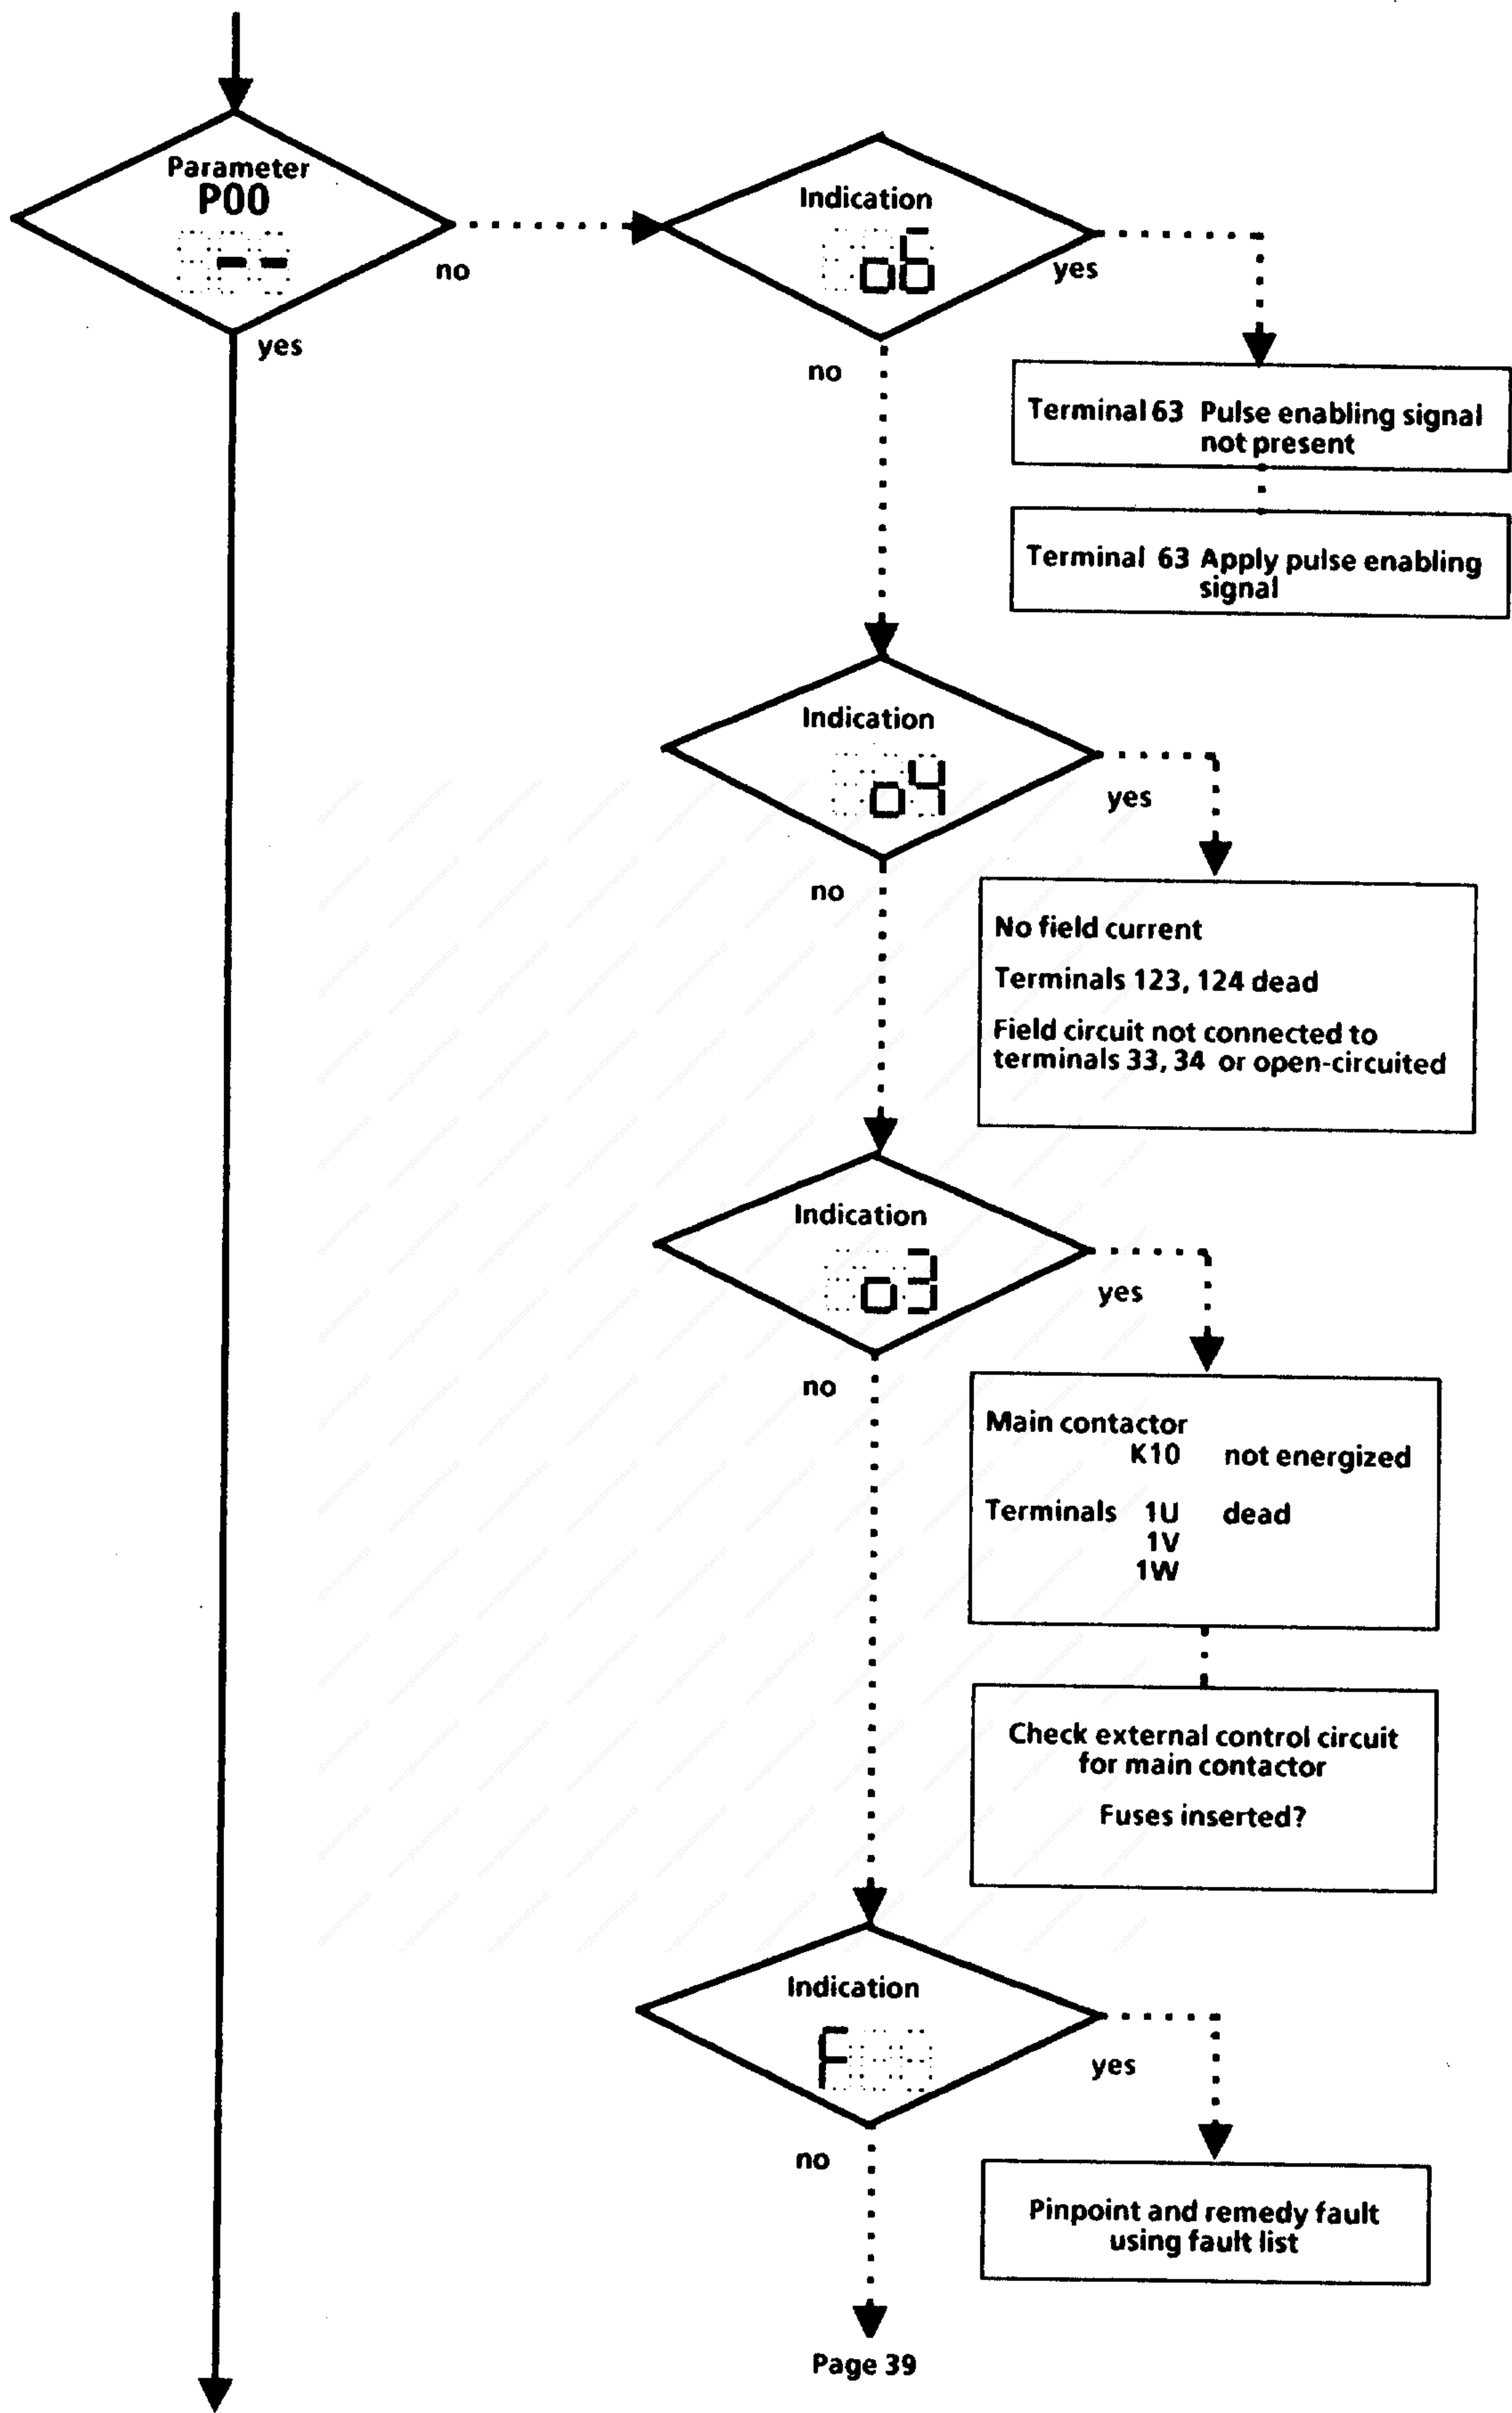 Parameter
P00
--
no
yes
Indication
o6
yes
no
Terminal 63 Pulse enabling signal
not present
Terminal 63 Apply pulse enabling
signal
Indication
o4
yes
no
No field current
Terminals 123, 124 dead
Field circuit not connected to
terminals 33, 34 or open-circuited
Indication
o3
yes
no
Main contactor
K10 not energized
Terminals 1U dead
1V
1W
Check external control circuit
for main contactor
Fuses inserted?
Indication
F
yes
no
Pinpoint and remedy fault
using fault list
Page 39
www.rgbautomatyka.pl